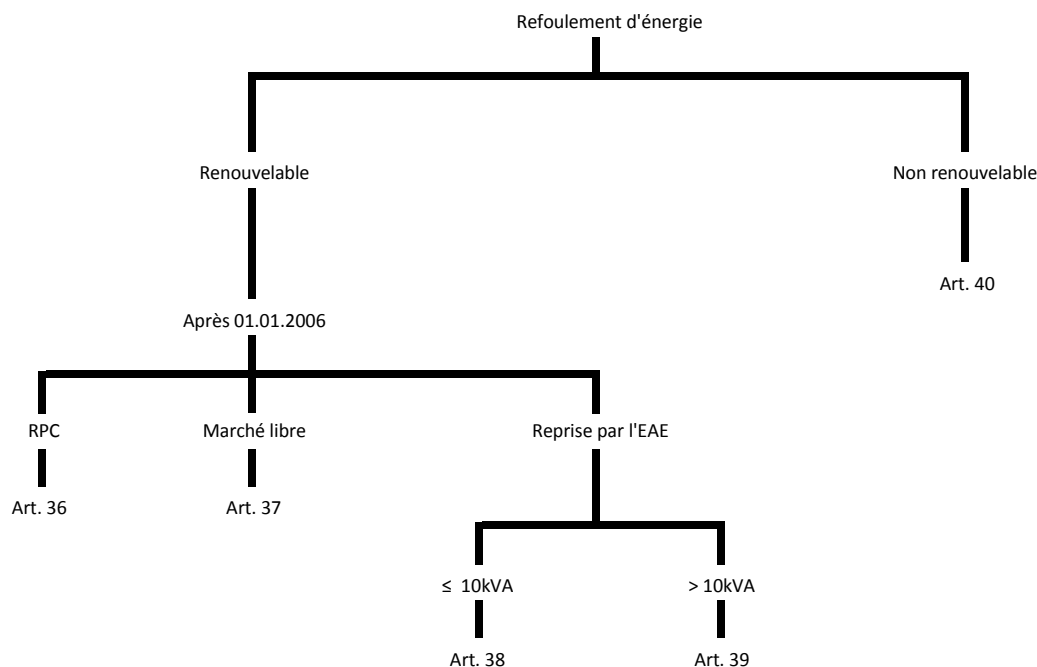 Refoulement d'énergie
Renouvelable
Non renouvelable
Art. 40
Après 01.01.2006
RPC
Marché libre
Reprise par l'EAE
Art. 36
Art. 37
≤ 10kVA
> 10kVA
Art. 38
Art. 39